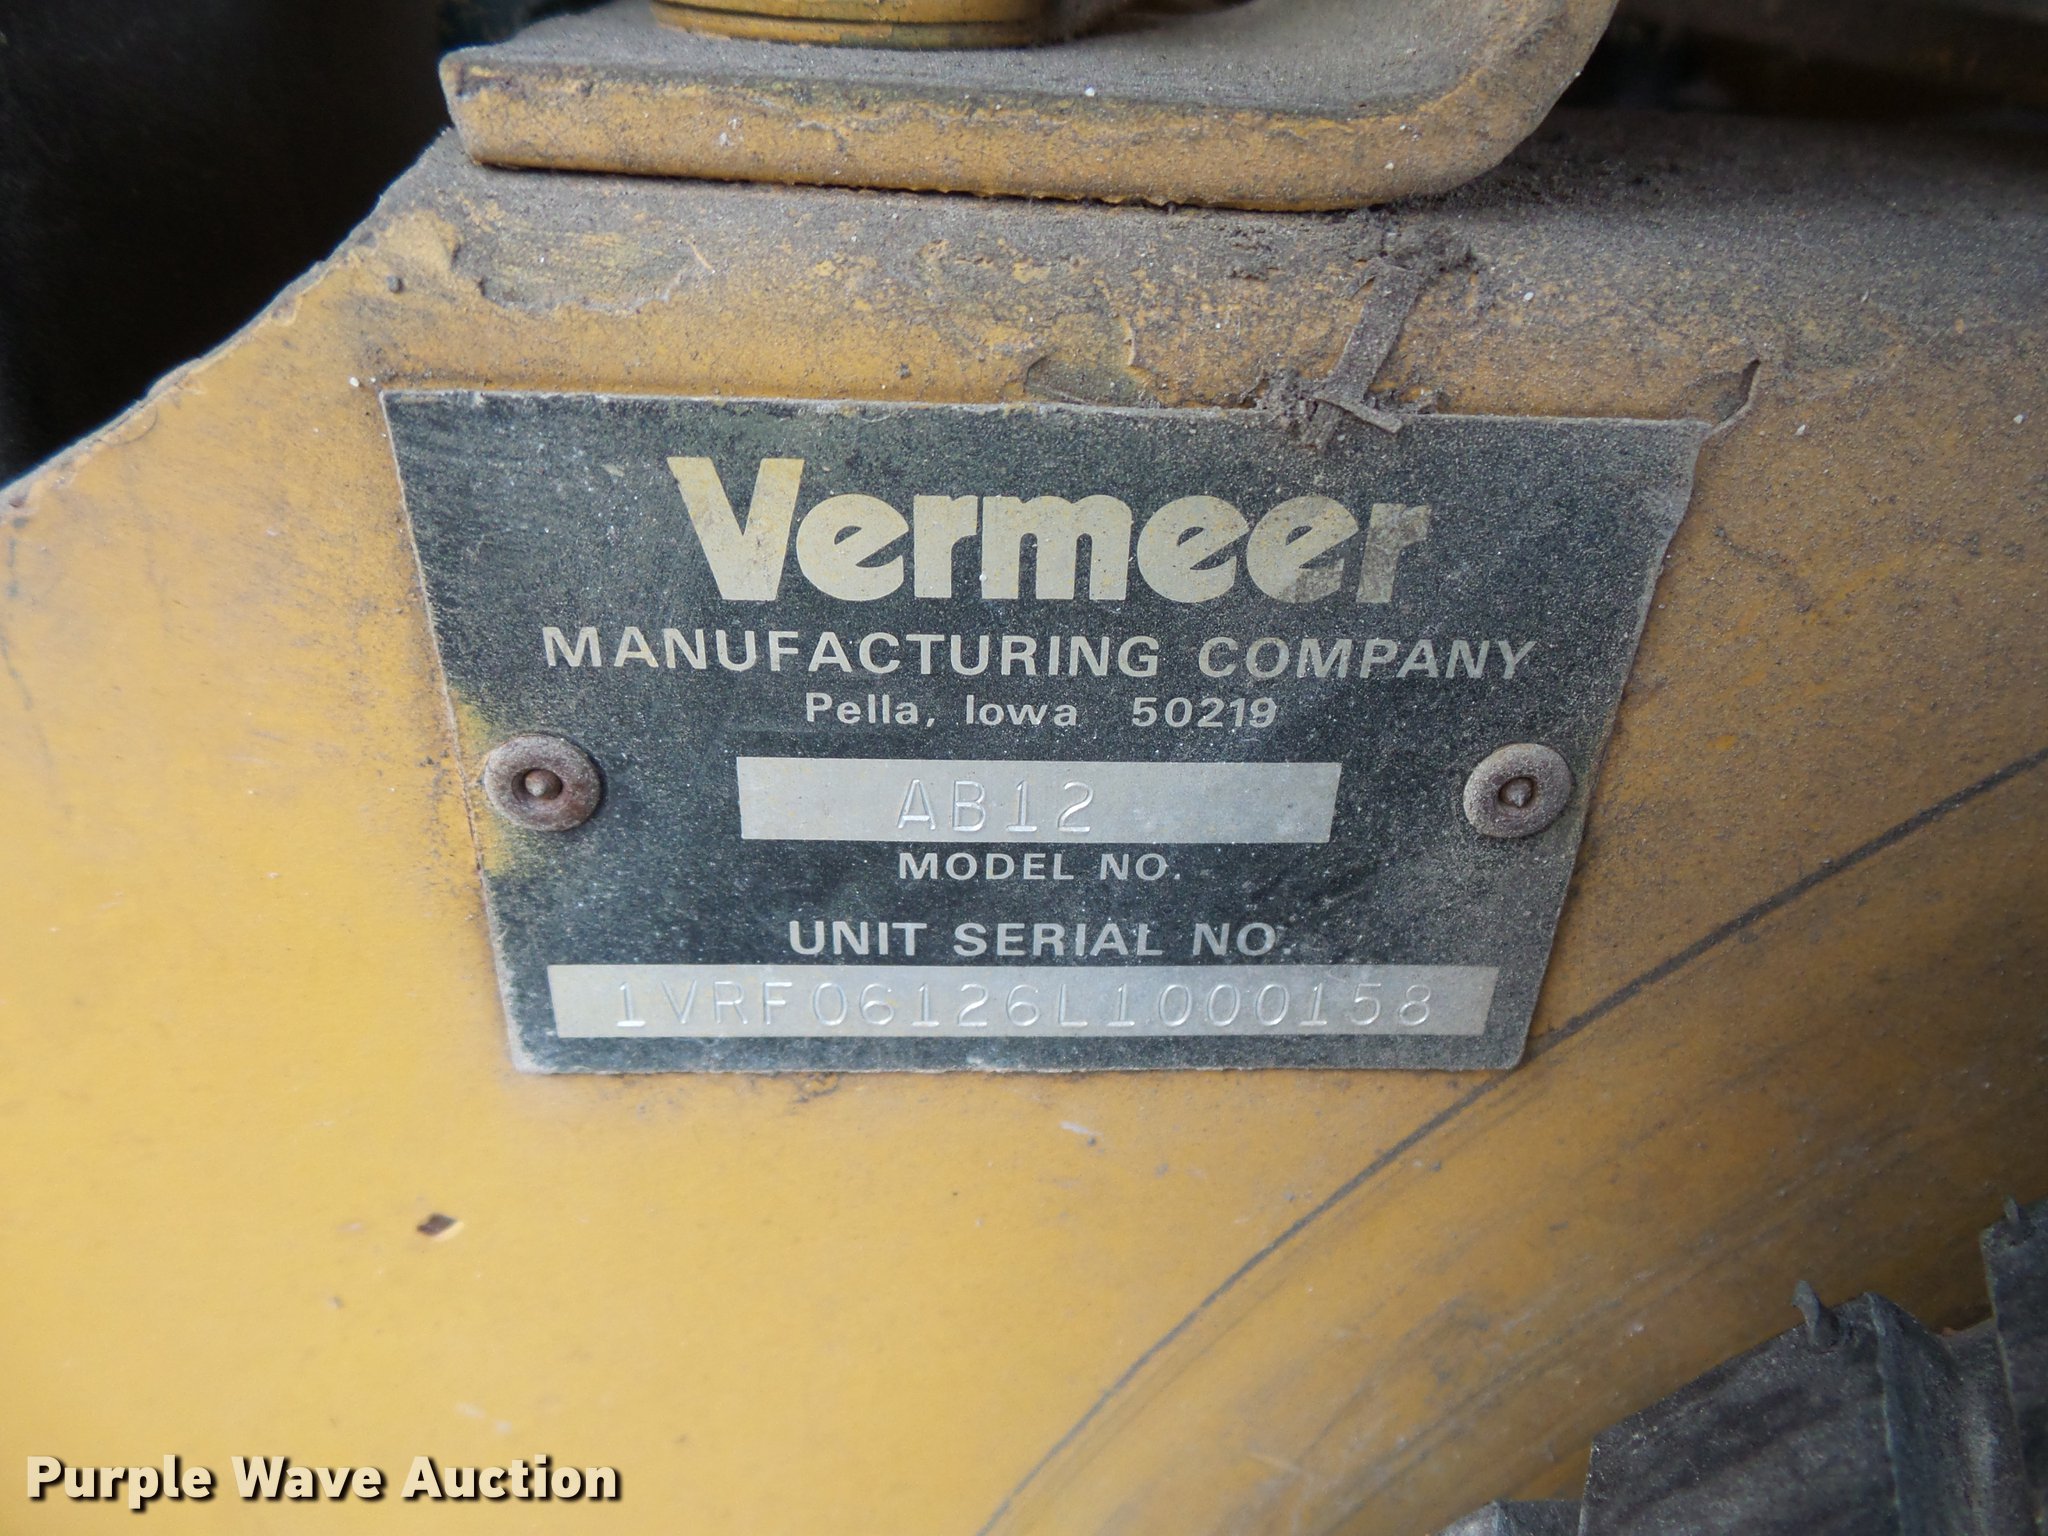 Vermeer
MANUFACTURING COMPANY
Pella, Iowa 50219
AB12
MODEL NO.
UNIT SERIAL NO.
1VRF06126L1000158
Purple Wave Auction